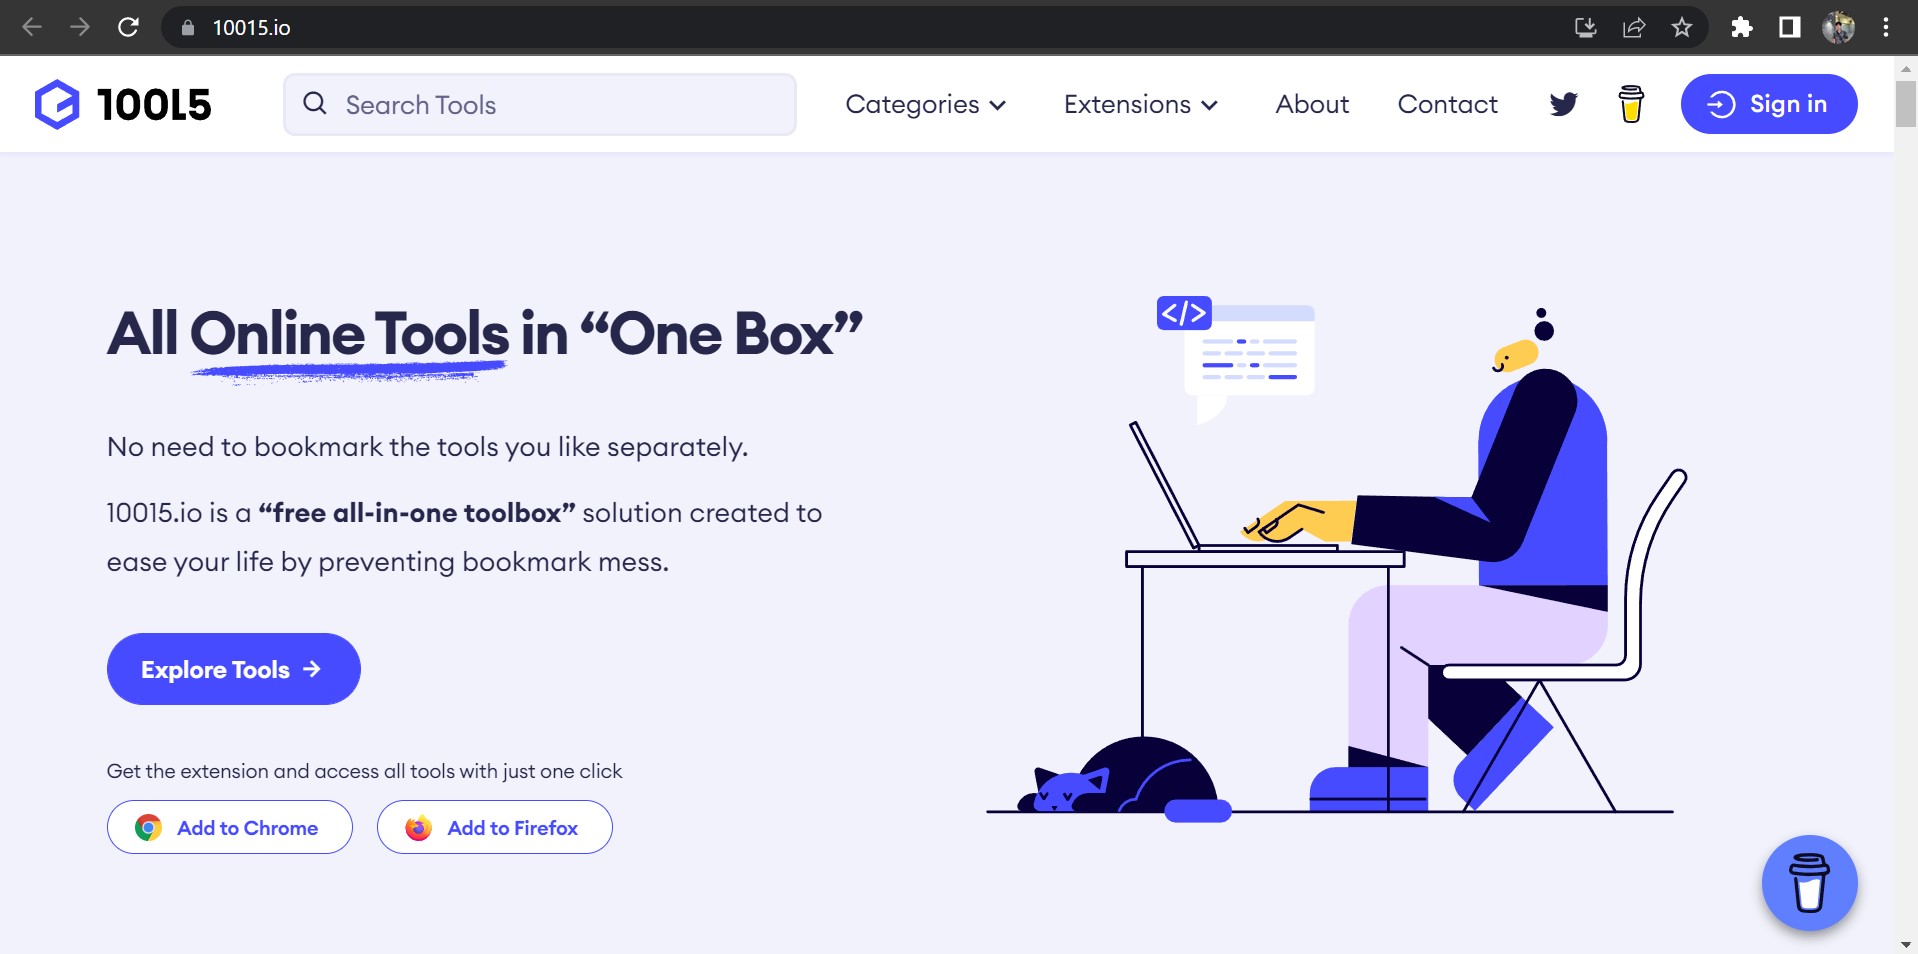 10015.io
100L5
Search Tools
Categories
Extensions
About
Contact
Sign in
All Online Tools in “One Box”
</>
No need to bookmark the tools you like separately.
10015.io is a “free all-in-one toolbox” solution created to
ease your life by preventing bookmark mess.
Explore Tools →
Get the extension and access all tools with just one click
Add to Chrome
Add to Firefox